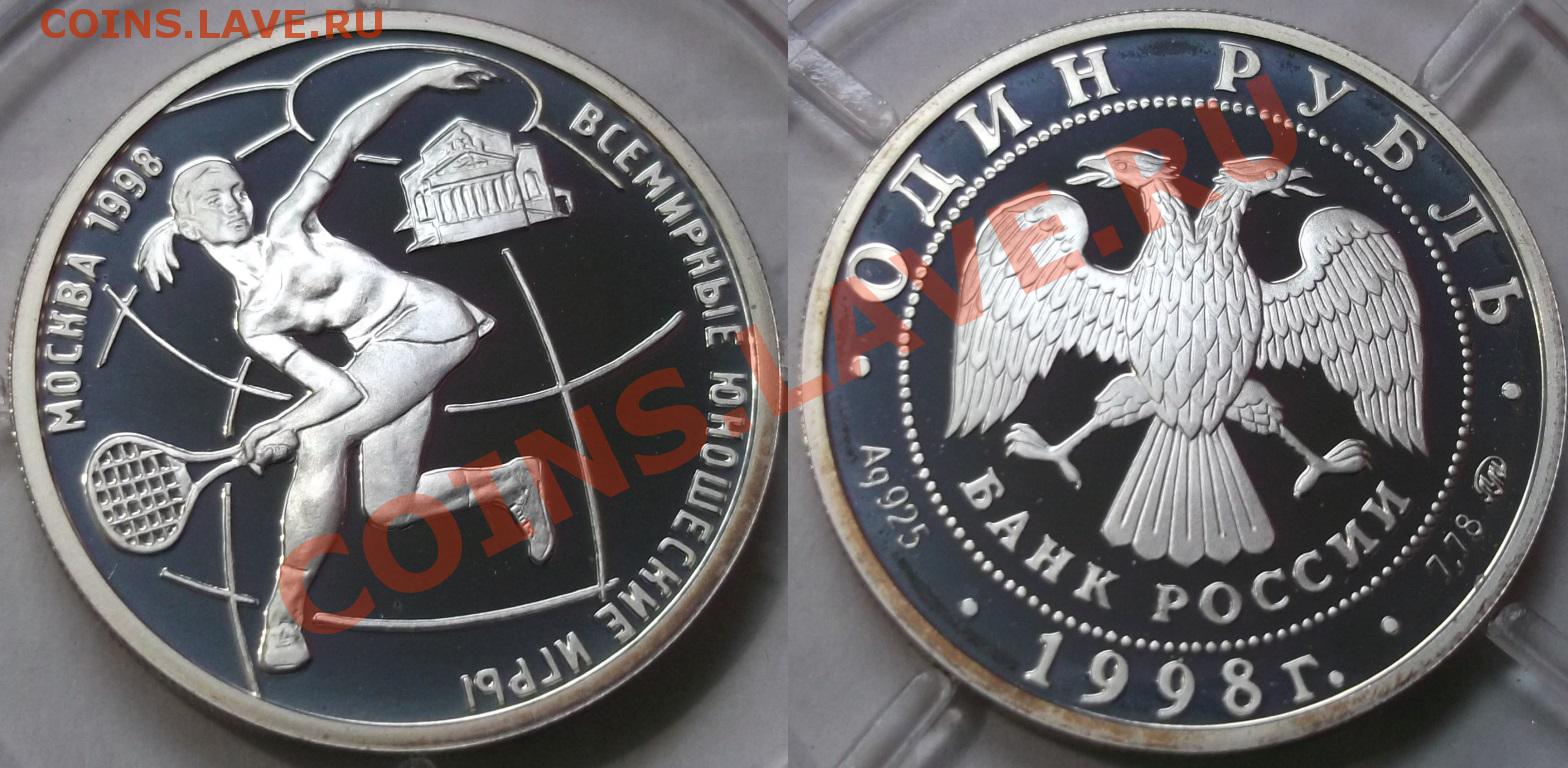 COINS.LAVE.RU
МОСКВА 1998
ВСЕМИРНЫЕ ЮНОШЕСКИЕ ИГРЫ
ОДИН РУБЛЬ
Ag 925
БАНК РОССИИ
7,78
1998 г.
COINS.LAVE.RU